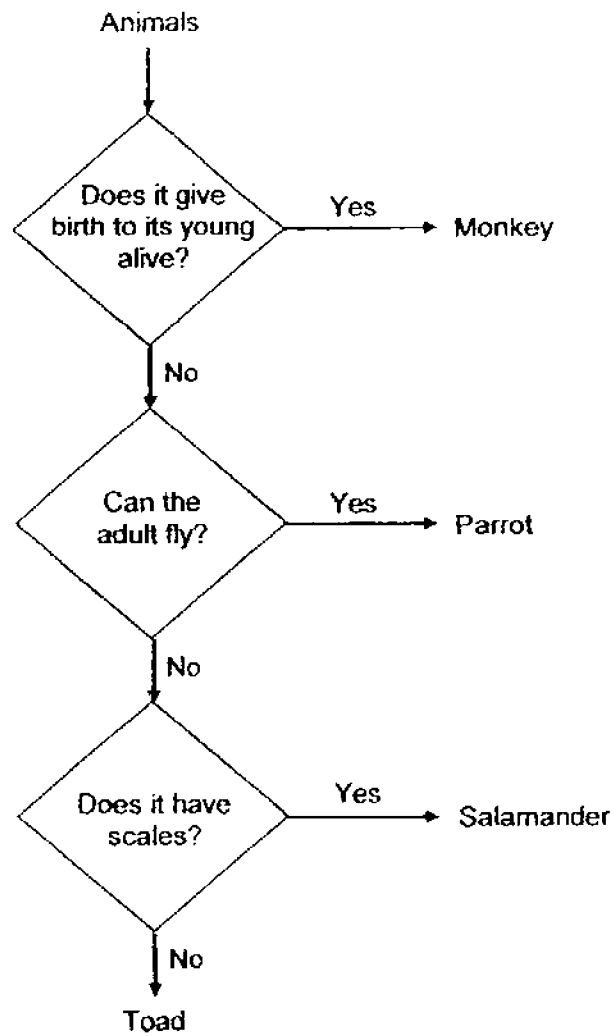 Animals
Does it give
birth to its young
alive?
Yes
Monkey
No
Can the
adult fly?
Yes
Parrot
No
Does it have
scales?
Yes
Salamander
No
Toad